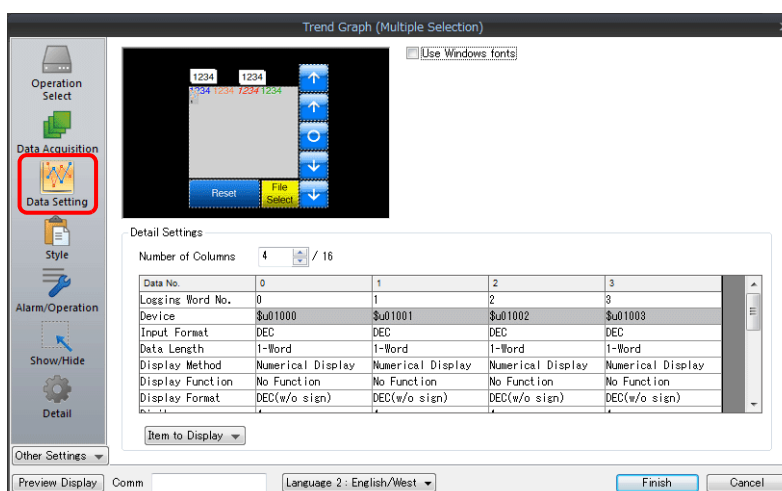 Trend Graph (Multiple Selection)
Operation
Select
Data Acquisition
Data Setting
Style
Alarm/Operation
Show/Hide
Detail
Other Settings
1234 1234
1234 1234 1234 1234
Reset
File
Select
Use Windows fonts
Detail Settings
Number of Columns 4 / 16
Data No. 0 1 2 3
Logging Word No. 0 1 2 3
Device $u01000 $u01001 $u01002 $u01003
Input Format DEC DEC DEC DEC
Data Length 1-Word 1-Word 1-Word 1-Word
Display Method Numerical Display Numerical Display Numerical Display Numerical Display
Display Function No Function No Function No Function No Function
Display Format DEC(w/o sign) DEC(w/o sign) DEC(w/o sign) DEC(w/o sign)
Item to Display
Preview Display Comm Language 2 : English/West Finish Cancel